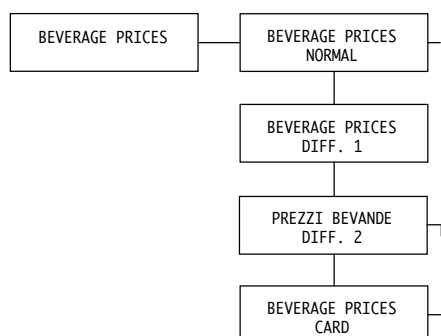 BEVERAGE PRICES
BEVERAGE PRICES
NORMAL
BEVERAGE PRICES
DIFF. 1
PREZZI BEVANDE
DIFF. 2
BEVERAGE PRICES
CARD